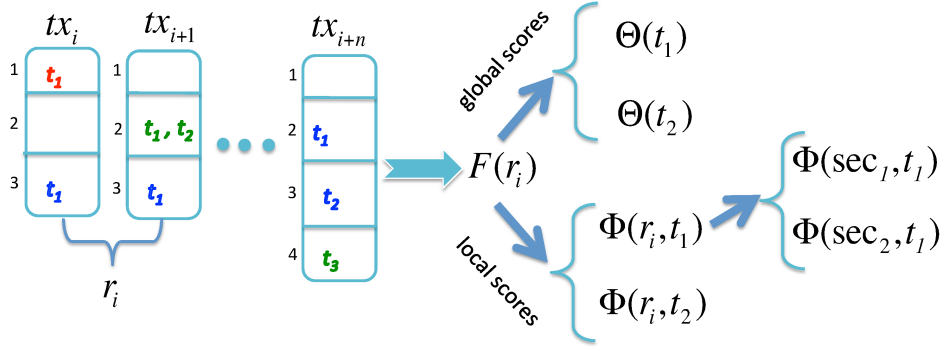 tx_i tx_{i+1} tx_{i+n}
1 t_1 1 1
2 2 t_1, t_2 2 t_1
3 t_1 3 t_1 3 t_2
4 t_3
r_i
F(r_i)
global scores
Θ(t_1)
Θ(t_2)
local scores
Φ(r_i, t_1)
Φ(r_i, t_2)
Φ(sec_1, t_1)
Φ(sec_2, t_1)